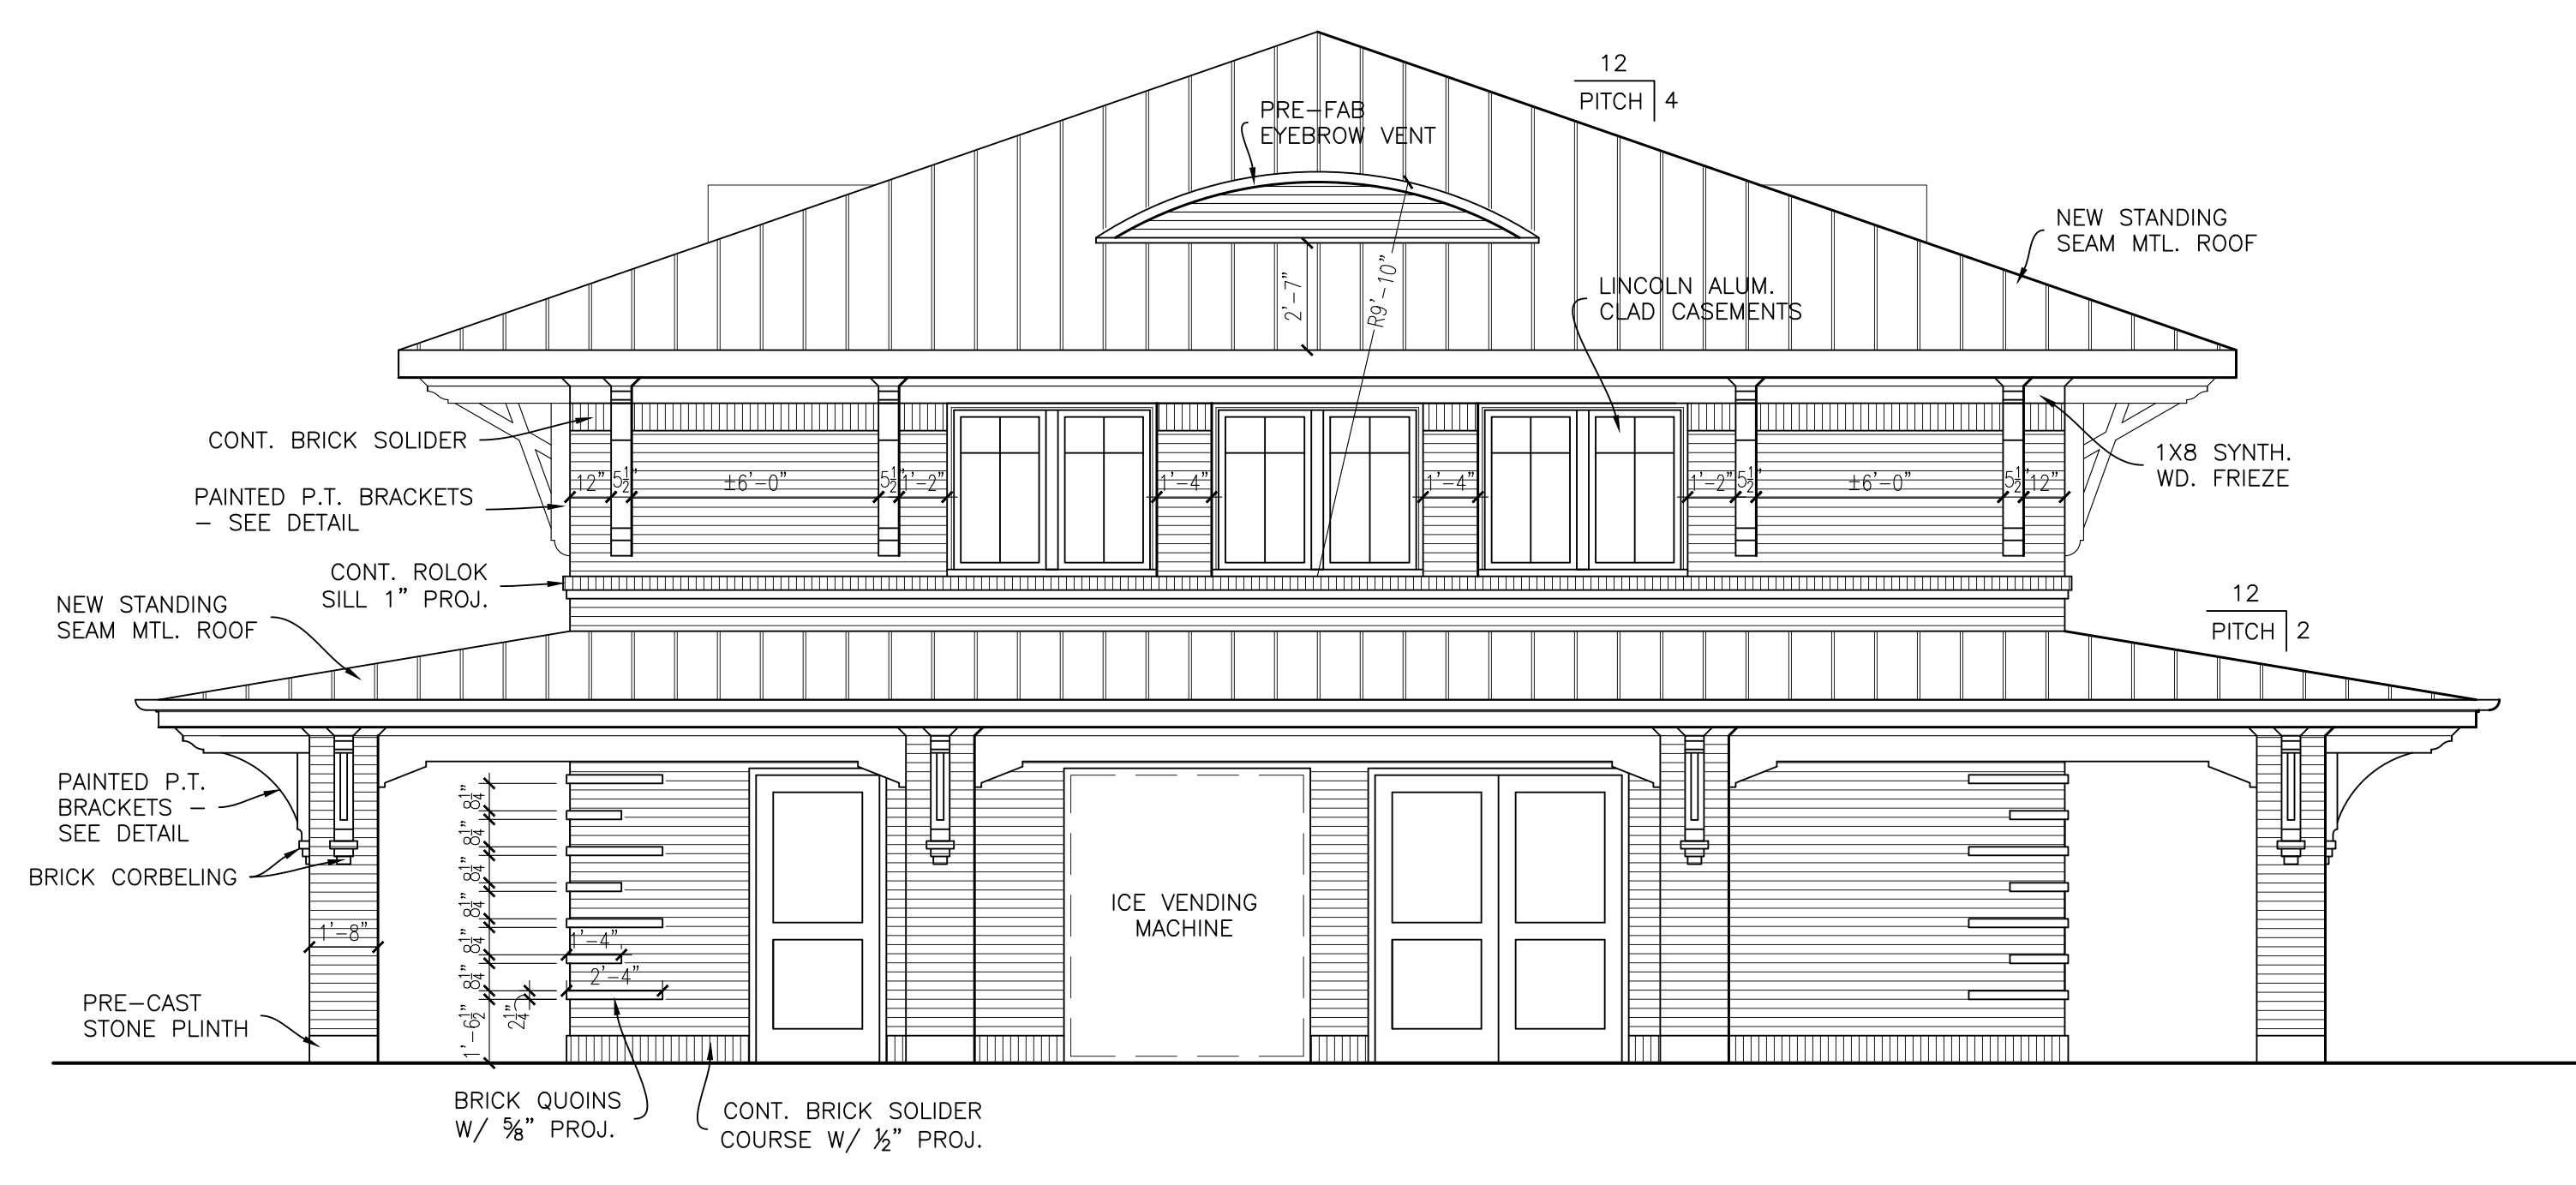 12
PITCH 4
PRE-FAB
EYEBROW VENT
NEW STANDING
SEAM MTL. ROOF
2'-7"
R9'-10"
LINCOLN ALUM.
CLAD CASEMENTS
CONT. BRICK SOLIDER
1X8 SYNTH.
WD. FRIEZE
12" 5½" ±6'-0" 5½" 1'-2" 1'-4" 1'-4" 1'-2" 5½" ±6'-0" 5½" 12"
PAINTED P.T. BRACKETS
- SEE DETAIL
CONT. ROLOK
SILL 1" PROJ.
NEW STANDING
SEAM MTL. ROOF
12
PITCH 2
PAINTED P.T.
BRACKETS -
SEE DETAIL
BRICK CORBELING
8¼"
8¼"
8¼"
8¼"
8¼"
8¼"
1'-6½"
2¼"
1'-8"
1'-4"
2'-4"
ICE VENDING
MACHINE
PRE-CAST
STONE PLINTH
BRICK QUOINS
W/ ⅝" PROJ.
CONT. BRICK SOLIDER
COURSE W/ ½" PROJ.